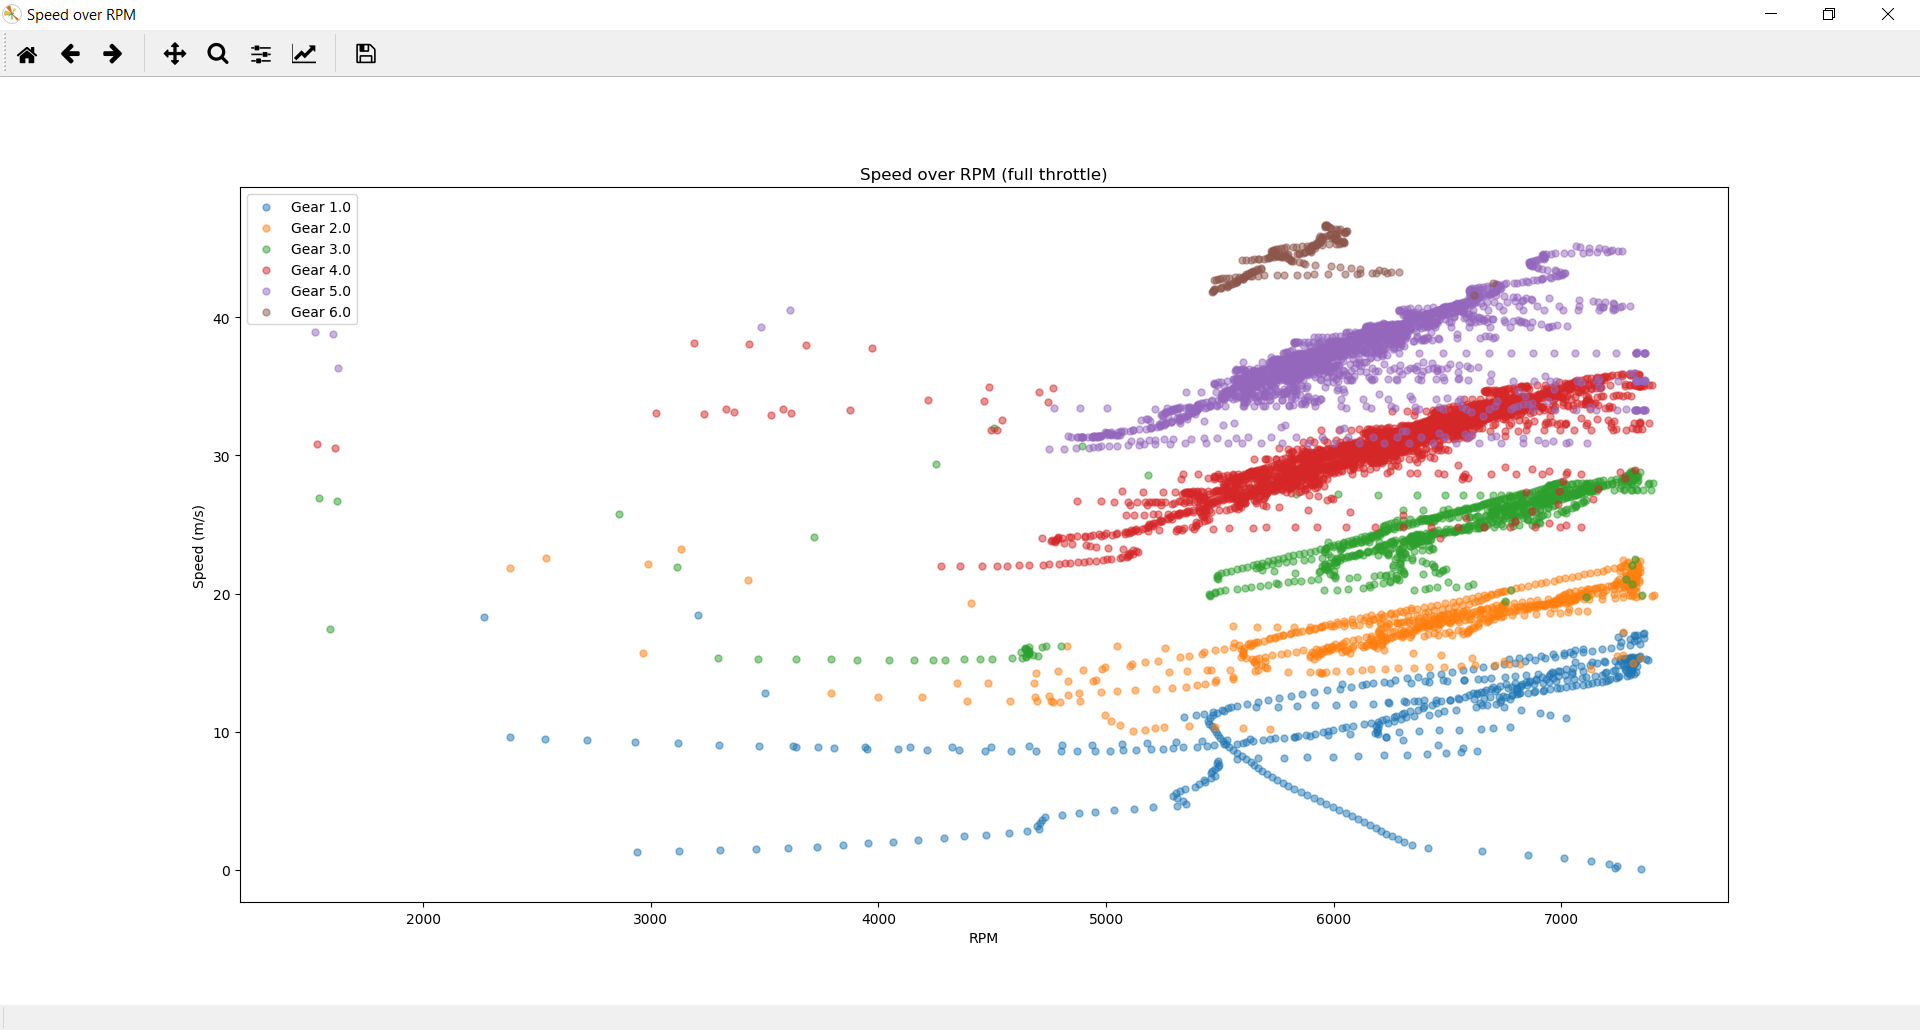 Speed over RPM
Speed over RPM (full throttle)
Gear 1.0
Gear 2.0
Gear 3.0
Gear 4.0
Gear 5.0
Gear 6.0
40
30
20
10
0
Speed (m/s)
2000 3000 4000 5000 6000 7000
RPM